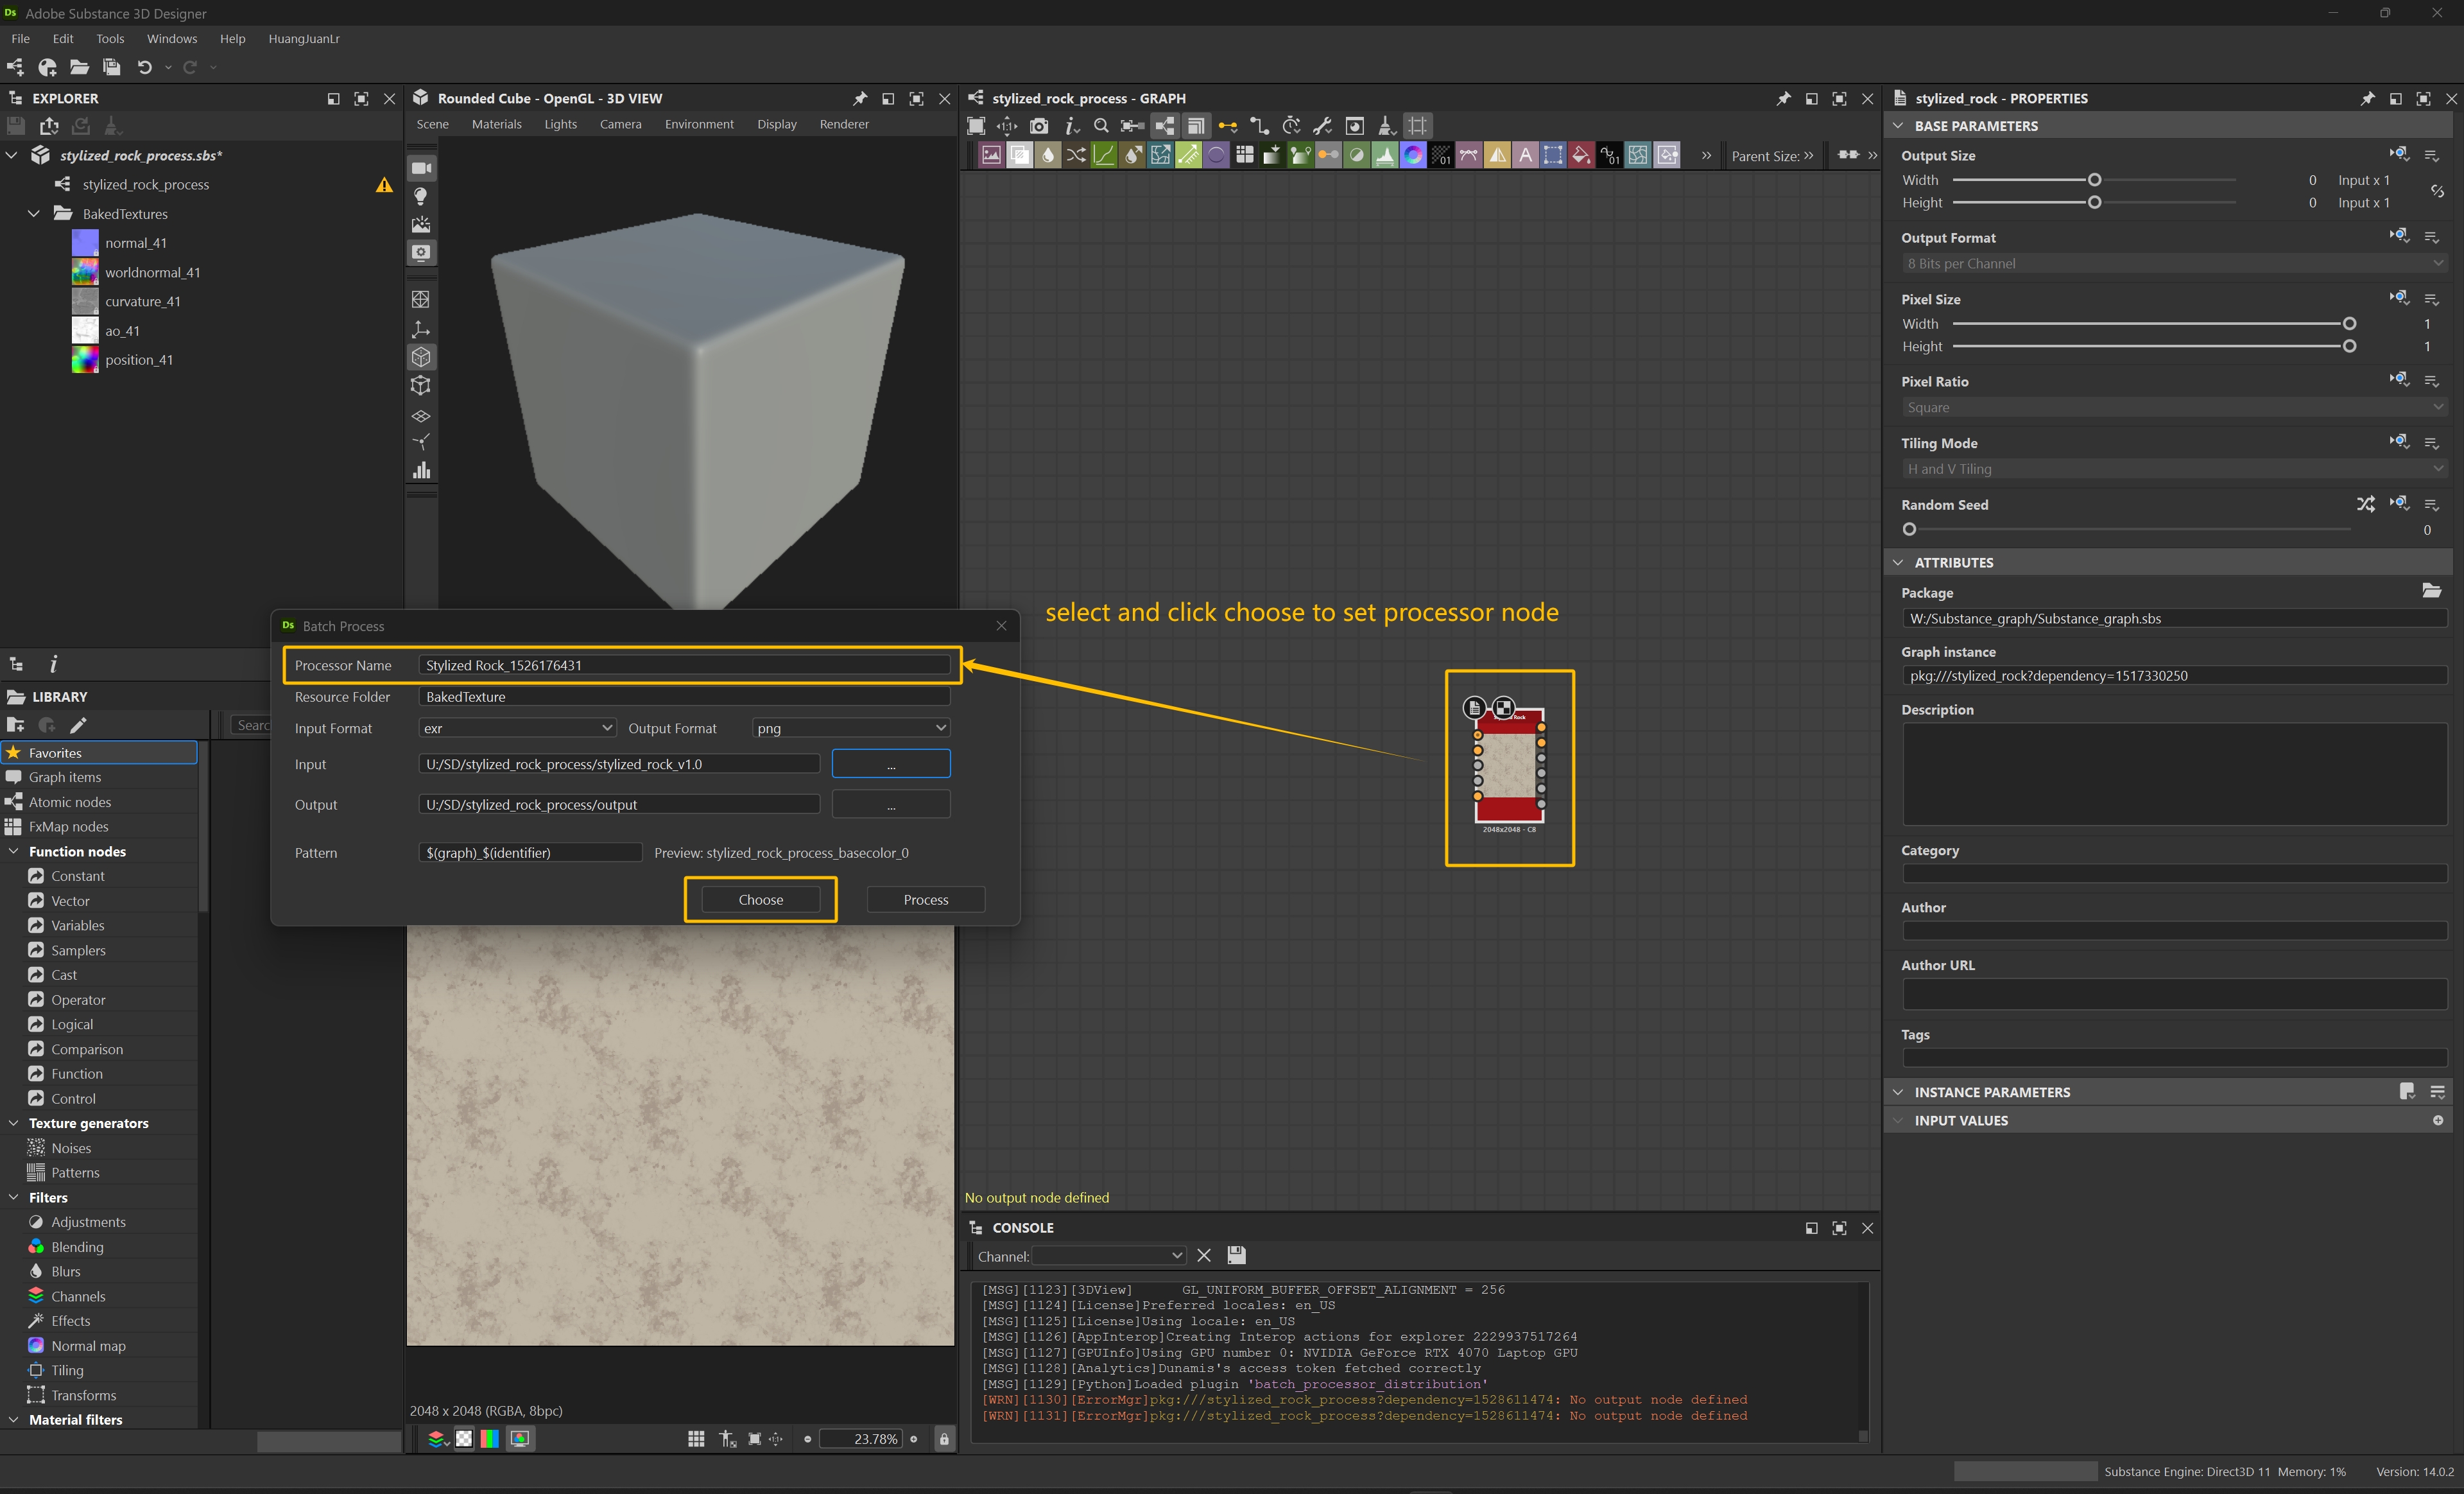 Ds Adobe Substance 3D Designer
File Edit Tools Windows Help HuangJuanLr
EXPLORER
stylized_rock_process.sbs*
stylized_rock_process
BakedTextures
normal_41
worldnormal_41
curvature_41
ao_41
position_41
Rounded Cube - OpenGL - 3D VIEW
Scene Materials Lights Camera Environment Display Renderer
stylized_rock_process - GRAPH
Parent Size: »
select and click choose to set processor node
Ds Batch Process
Processor Name Stylized Rock_1526176431
Resource Folder BakedTexture
Input Format exr Output Format png
Input U:/SD/stylized_rock_process/stylized_rock_v1.0 ...
Output U:/SD/stylized_rock_process/output ...
Pattern $(graph)_$(identifier) Preview: stylized_rock_process_basecolor_0
Choose Process
2048x2048 - C8
No output node defined
LIBRARY
Searc
Favorites
Graph items
Atomic nodes
FxMap nodes
Function nodes
Constant
Vector
Variables
Samplers
Cast
Operator
Logical
Comparison
Function
Control
Texture generators
Noises
Patterns
Filters
Adjustments
Blending
Blurs
Channels
Effects
Normal map
Tiling
Transforms
Material filters
2048 x 2048 (RGBA, 8bpc)
23.78%
CONSOLE
Channel:
[MSG][1123][3DView] GL_UNIFORM_BUFFER_OFFSET_ALIGNMENT = 256
[MSG][1124][License]Preferred locales: en_US
[MSG][1125][License]Using locale: en_US
[MSG][1126][AppInterop]Creating Interop actions for explorer 2229937517264
[MSG][1127][GPUInfo]Using GPU number 0: NVIDIA GeForce RTX 4070 Laptop GPU
[MSG][1128][Analytics]Dunamis's access token fetched correctly
[MSG][1129][Python]Loaded plugin 'batch_processor_distribution'
[WRN][1130][ErrorMgr]pkg:///stylized_rock_process?dependency=1528611474: No output node defined
[WRN][1131][ErrorMgr]pkg:///stylized_rock_process?dependency=1528611474: No output node defined
stylized_rock - PROPERTIES
BASE PARAMETERS
Output Size
Width 0 Input x 1
Height 0 Input x 1
Output Format
8 Bits per Channel
Pixel Size
Width 1
Height 1
Pixel Ratio
Square
Tiling Mode
H and V Tiling
Random Seed
0
ATTRIBUTES
Package
W:/Substance_graph/Substance_graph.sbs
Graph instance
pkg:///stylized_rock?dependency=1517330250
Description
Category
Author
Author URL
Tags
INSTANCE PARAMETERS
INPUT VALUES
Substance Engine: Direct3D 11 Memory: 1% Version: 14.0.2